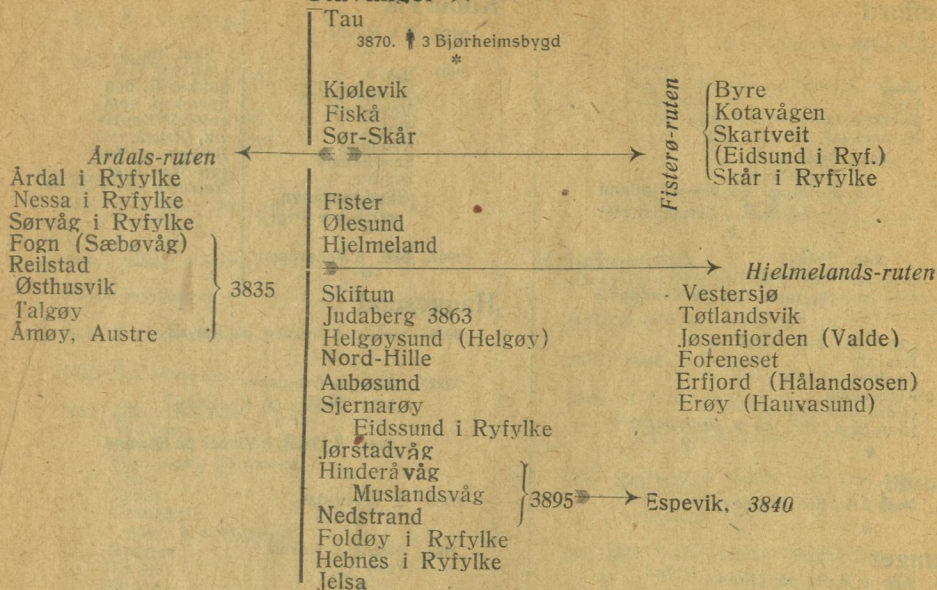 Tau
3870. 3 Bjørheimsbygd
*
Kjølevik
Fiskå
Sør-Skår
Årdals-ruten
Årdal i Ryfylke
Nessa i Ryfylke
Sørvåg i Ryfylke
Fogn (Sæbøvåg)
Reilstad
Østhusvik
Talgøy
Åmøy, Austre
3835
Fisterø-ruten
Byre
Kotavågen
Skartveit
(Eidsund i Ryf.)
Skår i Ryfylke
Fister
Ølesund
Hjelmeland
Hjelmelands-ruten
Vestersjø
Tøtlandsvik
Jøsenfjorden (Valde)
Foreneset
Erfjord (Hålandsosen)
Erøy (Hauvasund)
Skiftun
Judaberg 3863
Helgøysund (Helgøy)
Nord-Hille
Aubøsund
Sjernarøy
Eidssund i Ryfylke
Jørstadvåg
Hinderåvåg
Muslandsvåg
Nedstrand
3895
Espevik, 3840
Foldøy i Ryfylke
Hebnes i Ryfylke
Jelsa